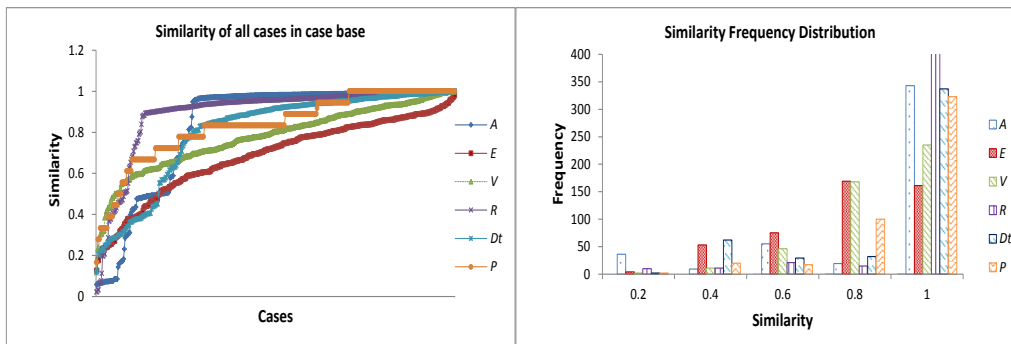 Similarity of all cases in case base
1.2
1
0.8
0.6
0.4
0.2
0
Similarity
Cases
A
E
V
R
Dt
P
Similarity Frequency Distribution
400
350
300
250
200
150
100
50
0
Frequency
0.2 0.4 0.6 0.8 1
Similarity
A
E
V
R
Dt
P